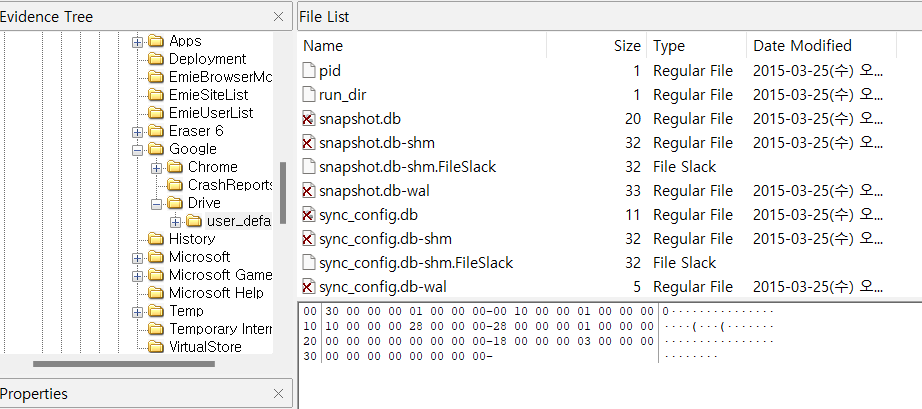 Evidence Tree
Apps
Deployment
EmieBrowserMo
EmieSiteList
EmieUserList
Eraser 6
Google
Chrome
CrashReports
Drive
user_defa
History
Microsoft
Microsoft Game
Microsoft Help
Temp
Temporary Intern
VirtualStore
Properties
File List
Name Size Type Date Modified
pid 1 Regular File 2015-03-25(수) 오...
run_dir 1 Regular File 2015-03-25(수) 오...
snapshot.db 20 Regular File 2015-03-25(수) 오...
snapshot.db-shm 32 Regular File 2015-03-25(수) 오...
snapshot.db-shm.FileSlack 32 File Slack
snapshot.db-wal 33 Regular File 2015-03-25(수) 오...
sync_config.db 11 Regular File 2015-03-25(수) 오...
sync_config.db-shm 32 Regular File 2015-03-25(수) 오...
sync_config.db-shm.FileSlack 32 File Slack
sync_config.db-wal 5 Regular File 2015-03-25(수) 오...
00 30 00 00 00 01 00 00 00-00 10 00 00 01 00 00 00 0···············
10 10 00 00 00 28 00 00 00-28 00 00 00 01 00 00 00 ····(···(·······
20 00 00 00 00 00 00 00 00-18 00 00 00 03 00 00 00 ················
30 00 00 00 00 00 00 00 00- ········